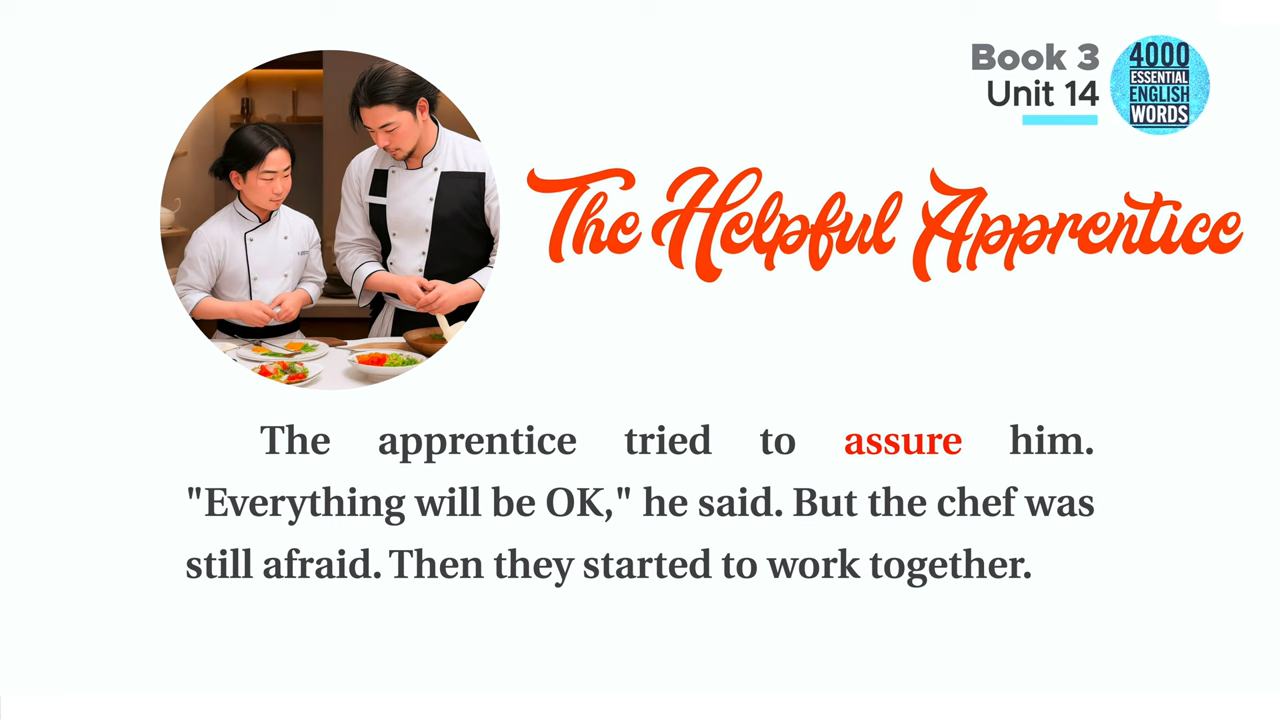 Book 3
Unit 14
4000
ESSENTIAL
ENGLISH
WORDS
The Helpful Apprentice
The apprentice tried to assure him.
"Everything will be OK," he said. But the chef was
still afraid. Then they started to work together.